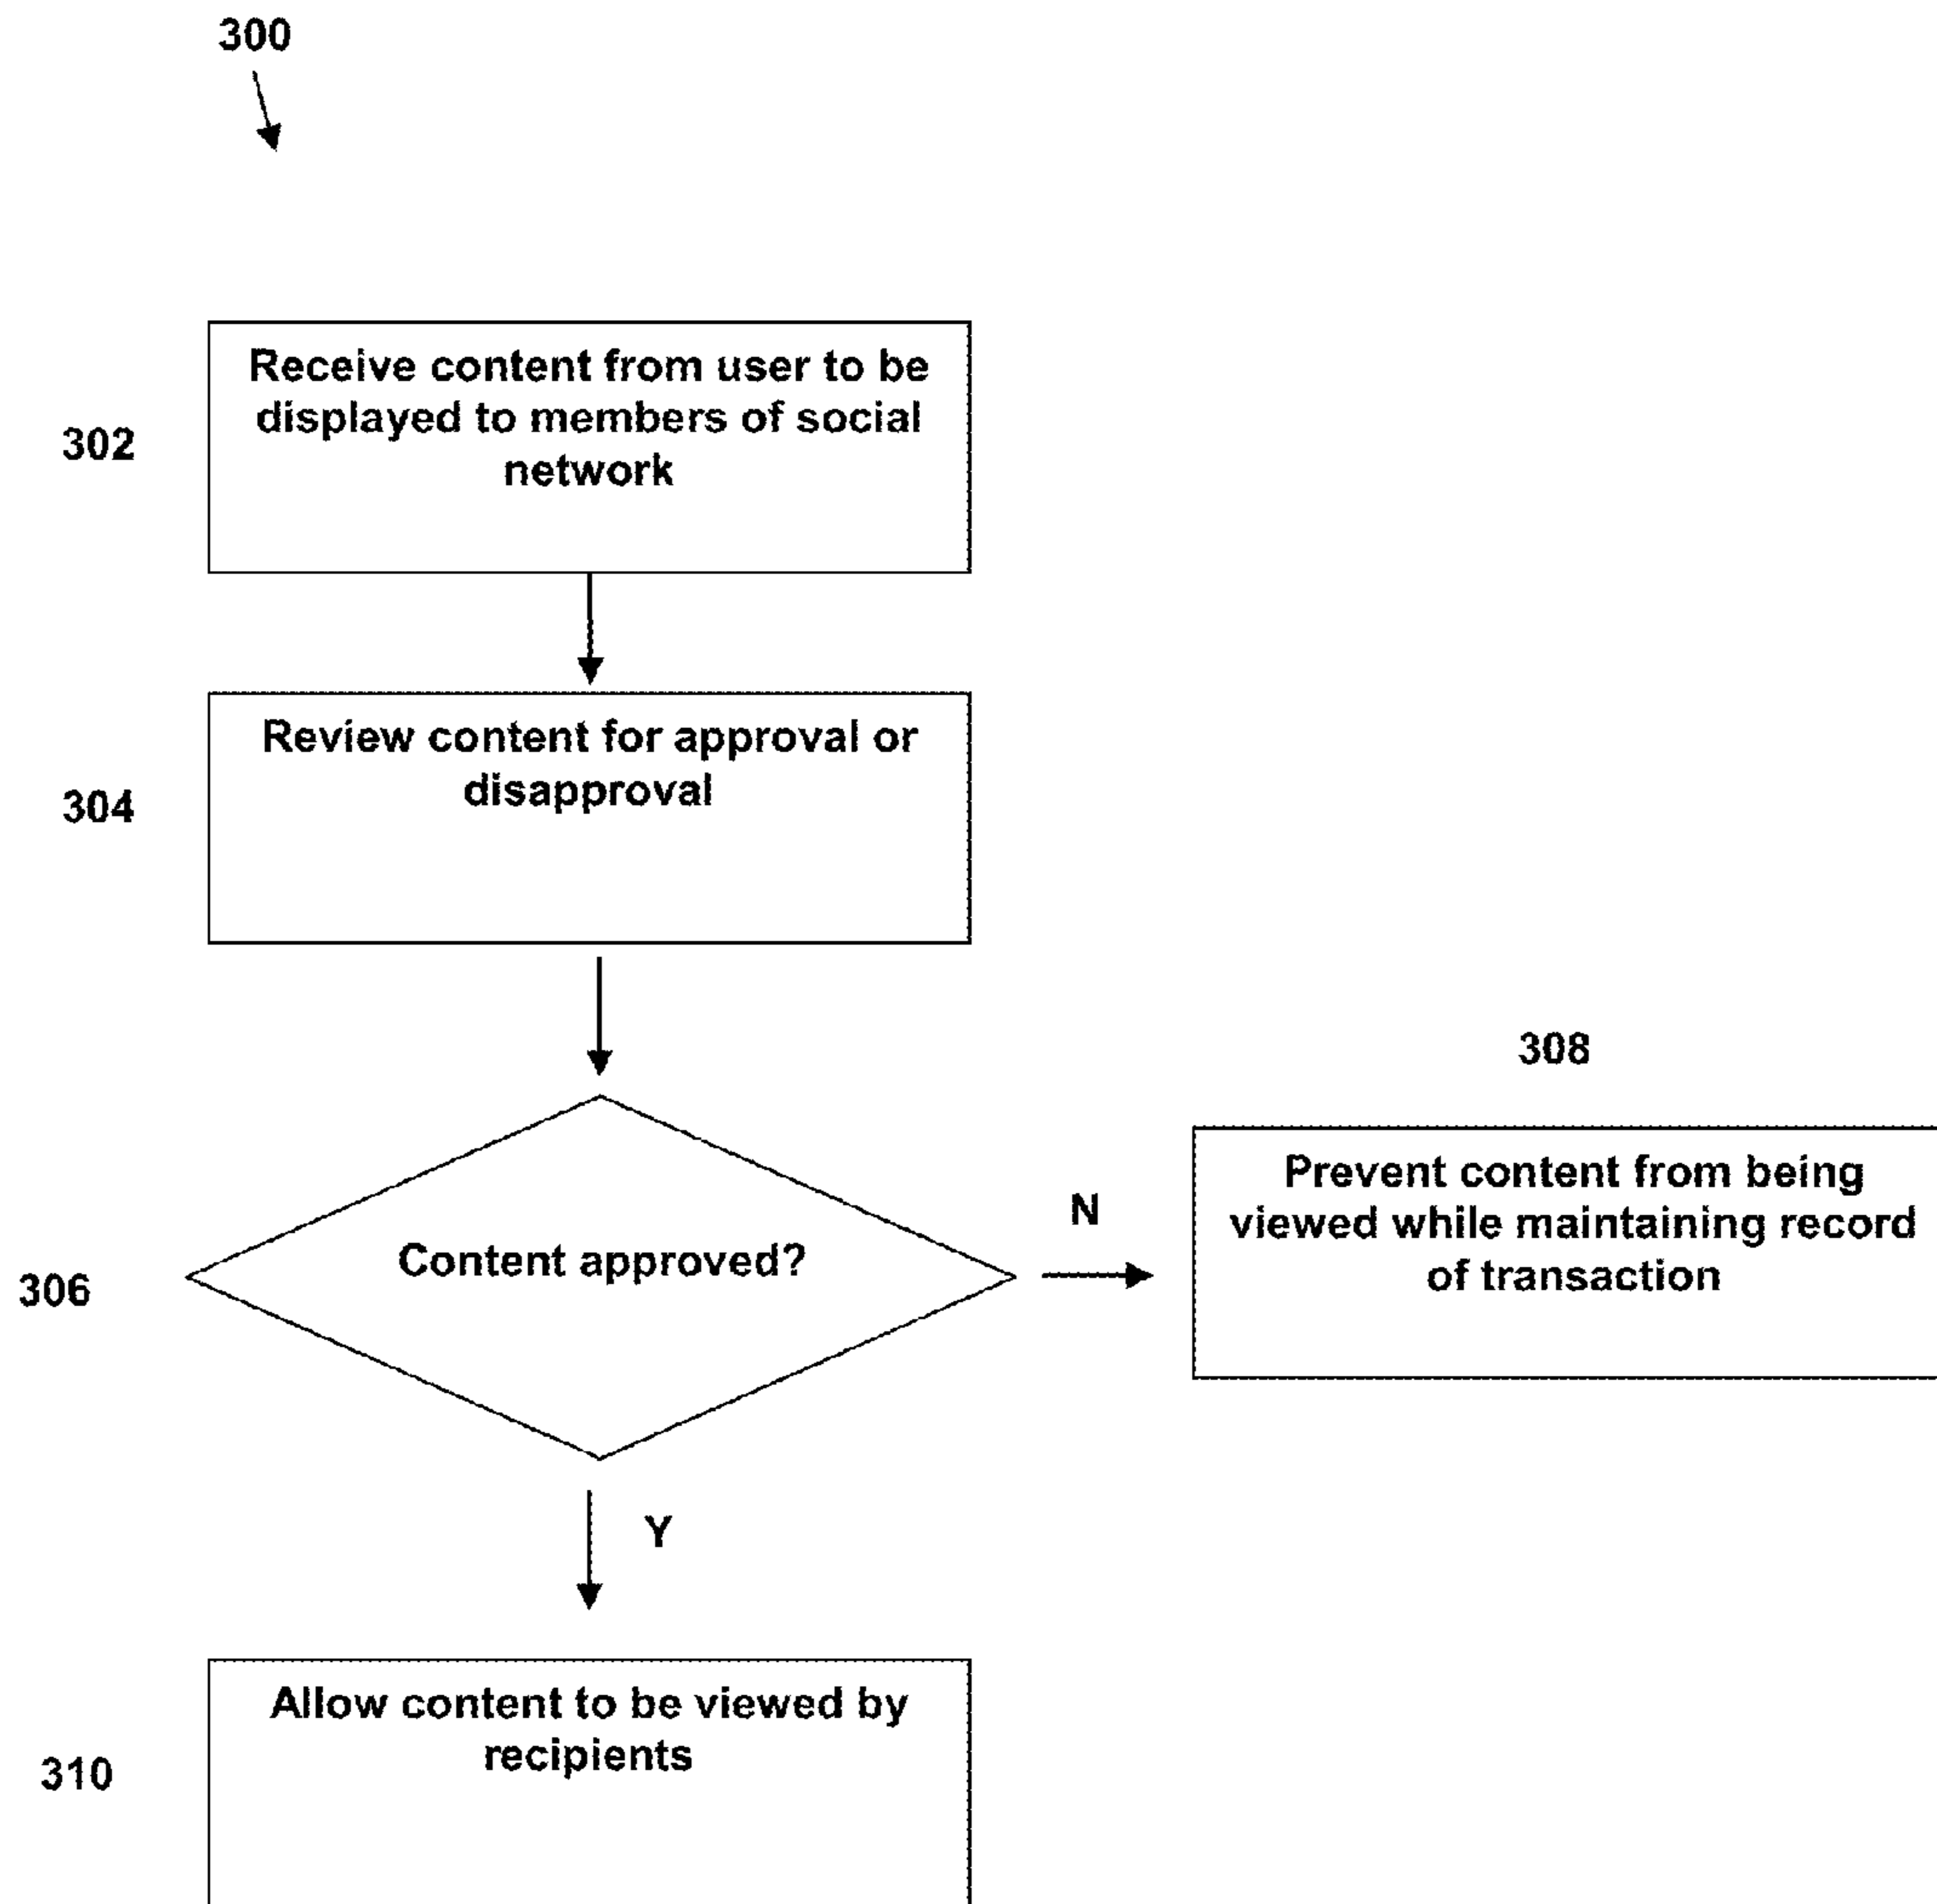 300
302
Receive content from user to be
displayed to members of social
network
304
Review content for approval or
disapproval
306
Content approved?
N
308
Prevent content from being
viewed while maintaining record
of transaction
Y
310
Allow content to be viewed by
recipients